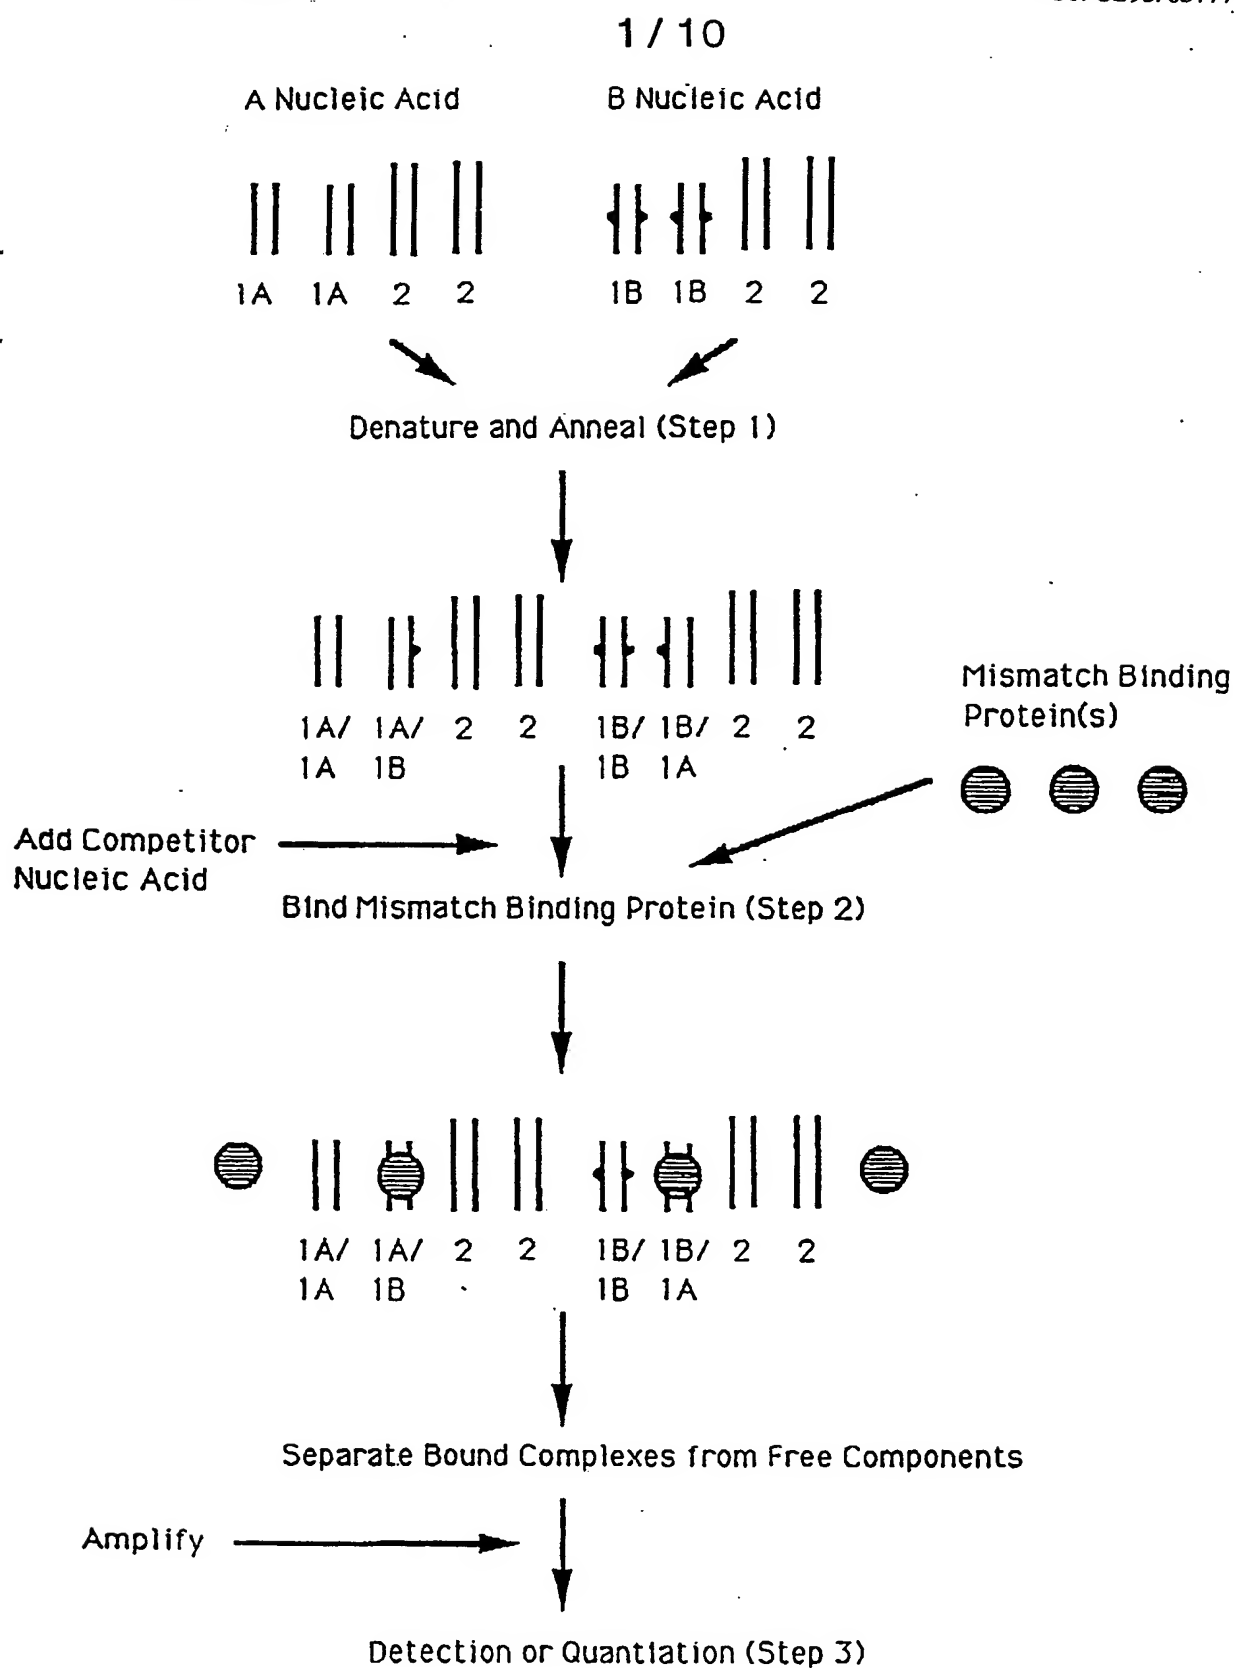 1/10
A Nucleic Acid B Nucleic Acid
1A 1A 2 2 1B 1B 2 2
Denature and Anneal (Step 1)
1A/ 1A/ 2 2 1B/ 1B/ 2 2
1A 1B 1B 1A
Mismatch Binding
Protein(s)
Add Competitor
Nucleic Acid
Bind Mismatch Binding Protein (Step 2)
1A/ 1A/ 2 2 1B/ 1B/ 2 2
1A 1B 1B 1A
Separate Bound Complexes from Free Components
Amplify
Detection or Quantiation (Step 3)